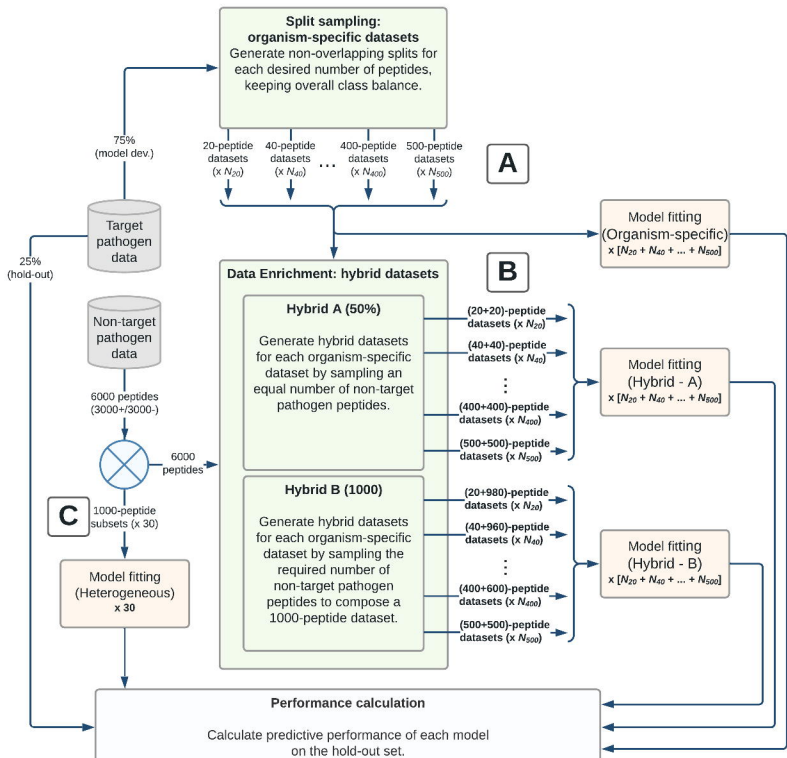 Split sampling:
organism-specific datasets
Generate non-overlapping splits for
each desired number of peptides,
keeping overall class balance.
75%
(model dev.)
20-peptide
datasets
(x N20)
40-peptide
datasets
(x N40)
...
400-peptide
datasets
(x N400)
500-peptide
datasets
(x N500)
A
Target
pathogen
data
25%
(hold-out)
Model fitting
(Organism-specific)
x [N20 + N40 + ... + N500]
B
Data Enrichment: hybrid datasets
Hybrid A (50%)
Generate hybrid datasets
for each organism-specific
dataset by sampling an
equal number of non-target
pathogen peptides.
(20+20)-peptide
datasets (x N20)
(40+40)-peptide
datasets (x N40)
⋮
(400+400)-peptide
datasets (x N400)
(500+500)-peptide
datasets (x N500)
Model fitting
(Hybrid - A)
x [N20 + N40 + ... + N500]
Non-target
pathogen
data
6000 peptides
(3000+/3000-)
6000
peptides
C
1000-peptide
subsets (x 30)
Model fitting
(Heterogeneous)
x 30
Hybrid B (1000)
Generate hybrid datasets
for each organism-specific
dataset by sampling the
required number of
non-target pathogen
peptides to compose a
1000-peptide dataset.
(20+980)-peptide
datasets (x N20)
(40+960)-peptide
datasets (x N40)
⋮
(400+600)-peptide
datasets (x N400)
(500+500)-peptide
datasets (x N500)
Model fitting
(Hybrid - B)
x [N20 + N40 + ... + N500]
Performance calculation
Calculate predictive performance of each model
on the hold-out set.